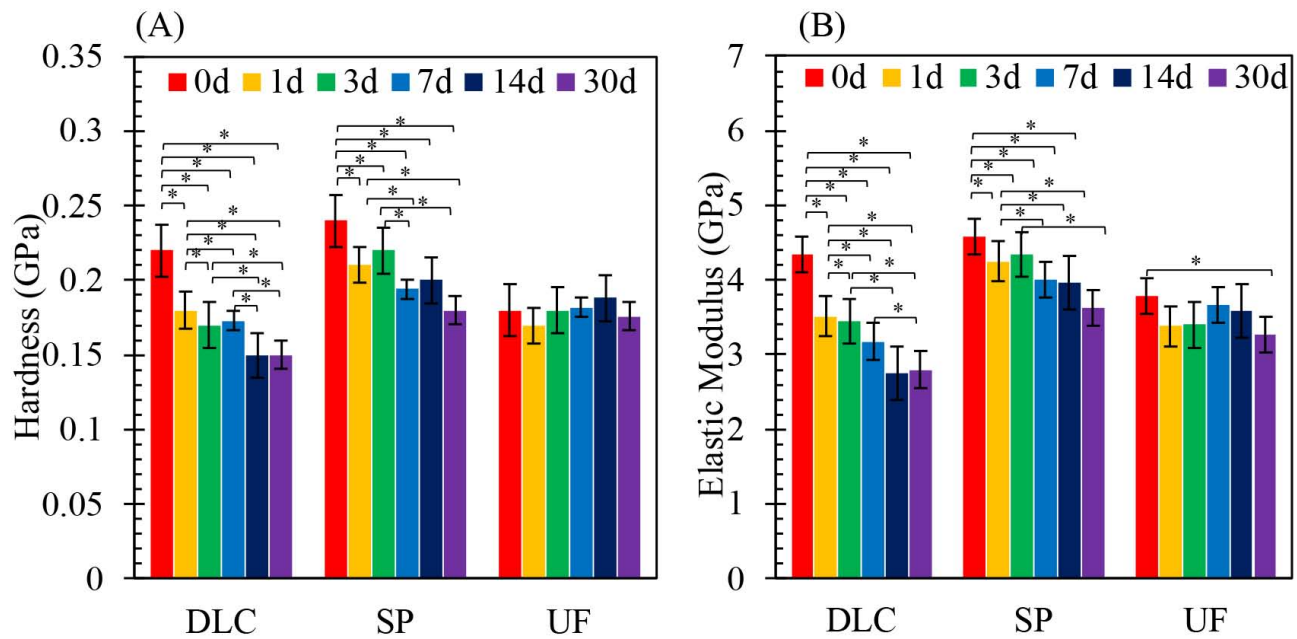 (A)
0.35
0.3
0.25
0.2
0.15
0.1
0.05
0
Hardness (GPa)
0d 1d 3d 7d 14d 30d
* * * * * * * * * * * * *
* * * * * * * * * *
DLC SP UF
(B)
7
6
5
4
3
2
1
0
Elastic Modulus (GPa)
0d 1d 3d 7d 14d 30d
* * * * * * * * * * * *
* * * * * * * * *
*
DLC SP UF